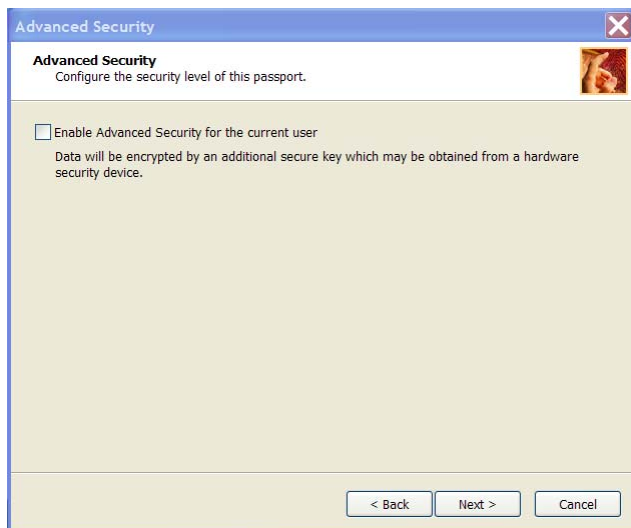 Advanced Security
Advanced Security
Configure the security level of this passport.
Enable Advanced Security for the current user
Data will be encrypted by an additional secure key which may be obtained from a hardware
security device.
< Back Next > Cancel